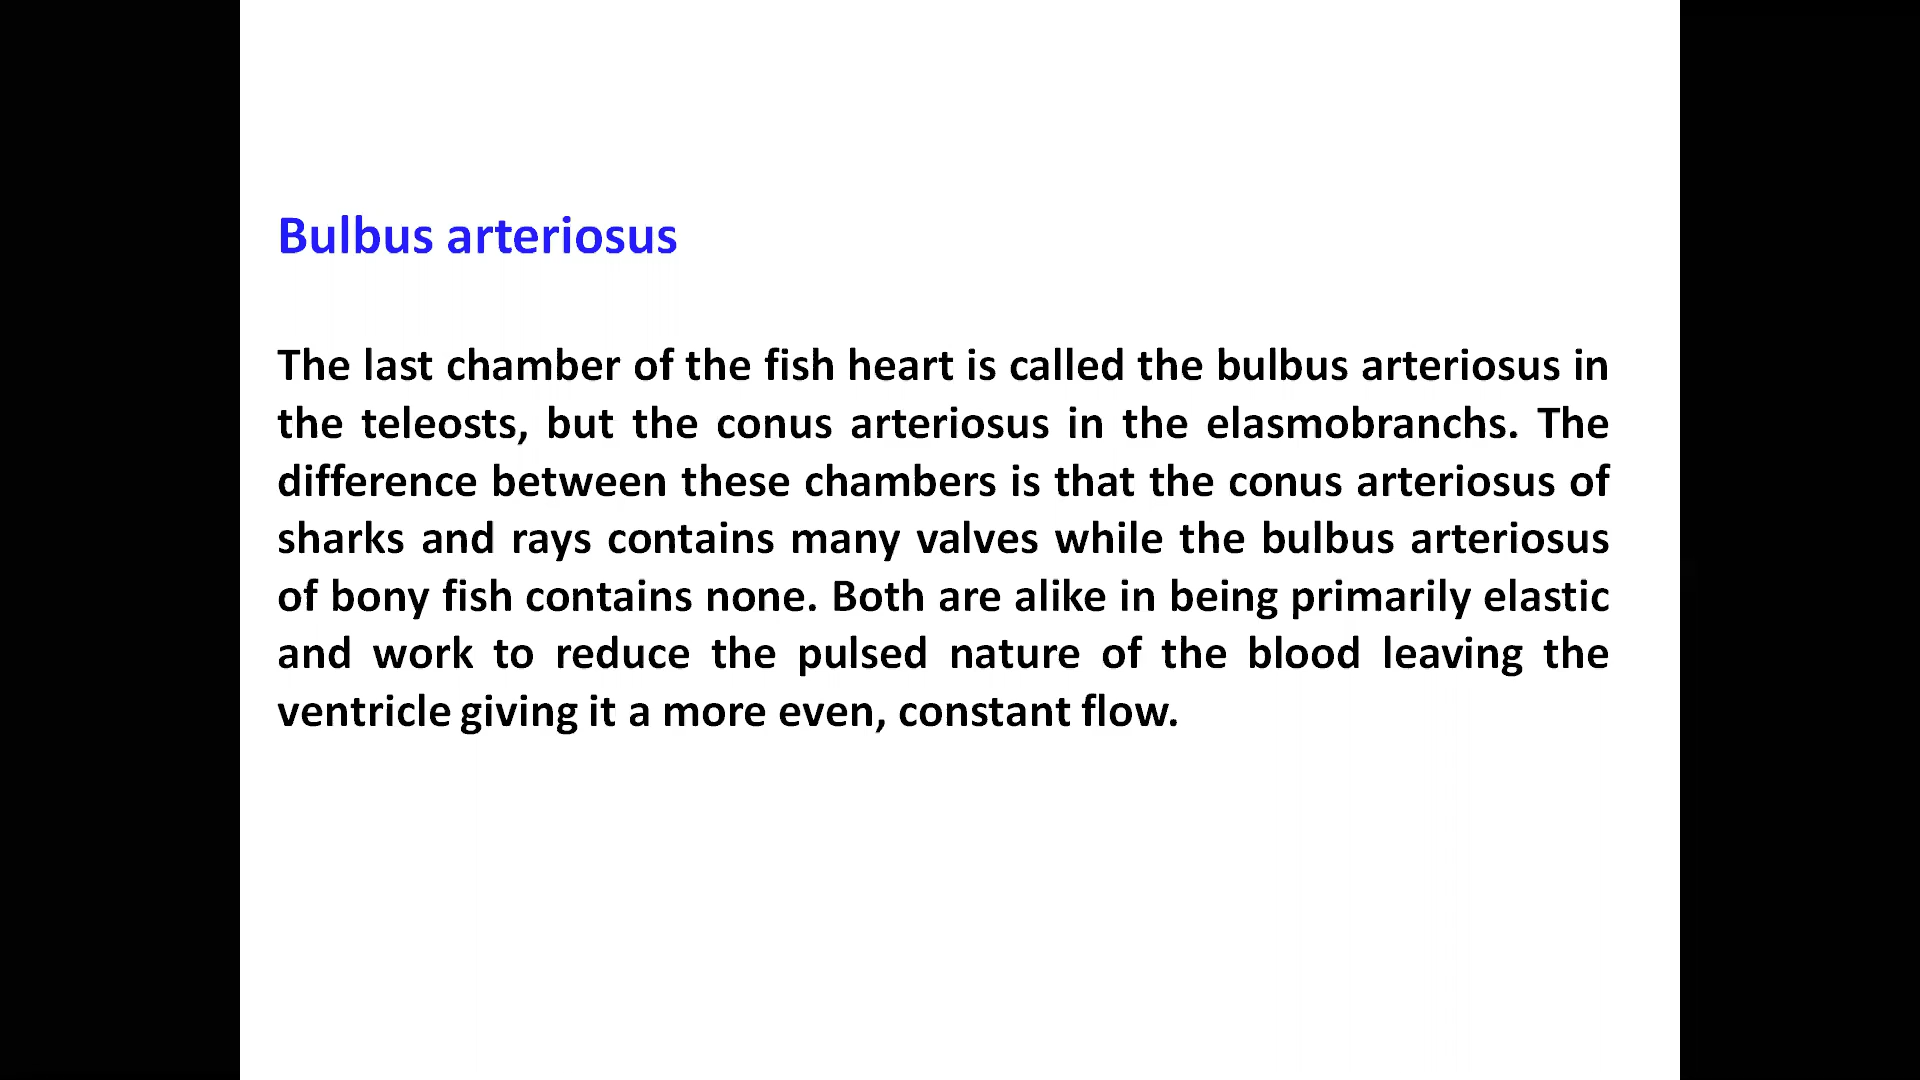 Bulbus arteriosus
The last chamber of the fish heart is called the bulbus arteriosus in
the teleosts, but the conus arteriosus in the elasmobranchs. The
difference between these chambers is that the conus arteriosus of
sharks and rays contains many valves while the bulbus arteriosus
of bony fish contains none. Both are alike in being primarily elastic
and work to reduce the pulsed nature of the blood leaving the
ventricle giving it a more even, constant flow.